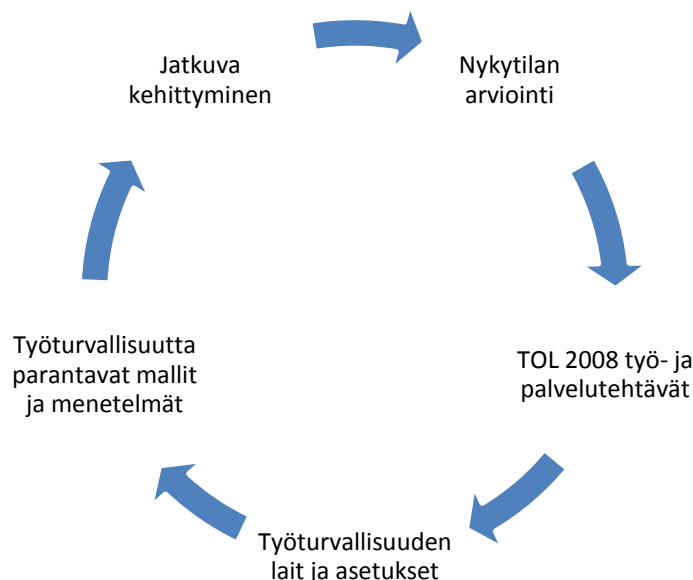 Jatkuva
kehittyminen
Nykytilan
arviointi
TOL 2008 työ- ja
palvelutehtävät
Työturvallisuuden
lait ja asetukset
Työturvallisuutta
parantavat mallit
ja menetelmät